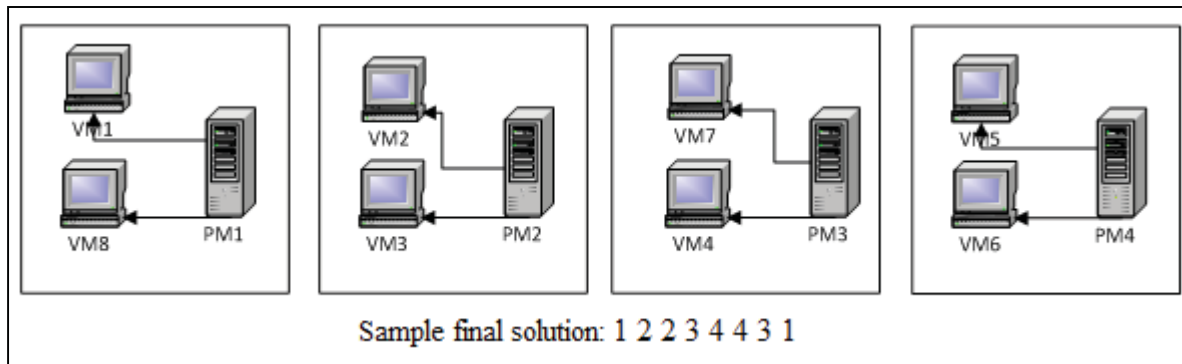 VM1
VM8
PM1
VM2
VM3
PM2
VM7
VM4
PM3
VM5
VM6
PM4
Sample final solution: 1 2 2 3 4 4 3 1